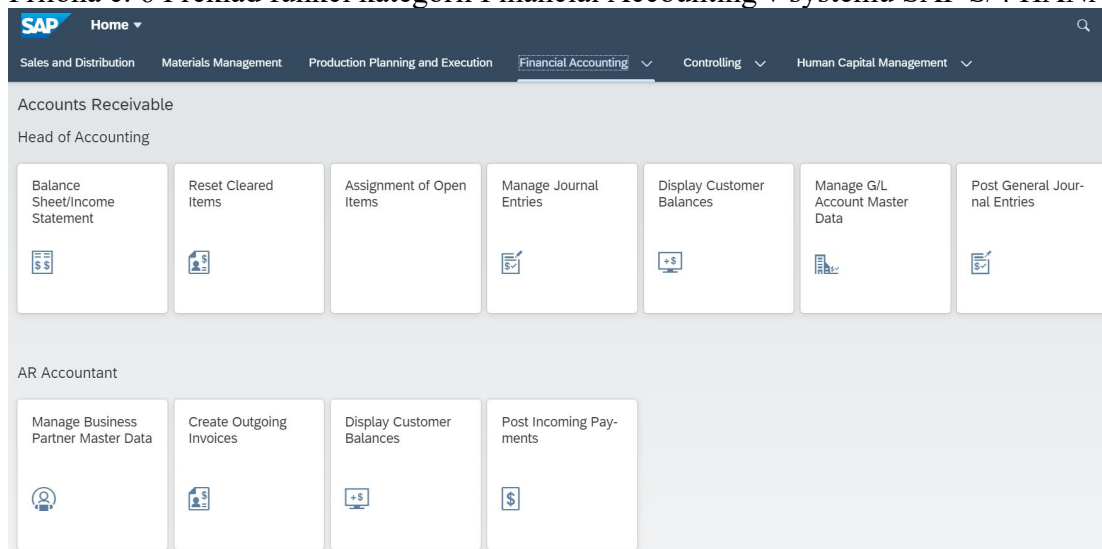 SAP Home
Sales and Distribution Materials Management Production Planning and Execution Financial Accounting Controlling Human Capital Management
Accounts Receivable
Head of Accounting
Balance
Sheet/Income
Statement
Reset Cleared
Items
Assignment of Open
Items
Manage Journal
Entries
Display Customer
Balances
Manage G/L
Account Master
Data
Post General Jour-
nal Entries
AR Accountant
Manage Business
Partner Master Data
Create Outgoing
Invoices
Display Customer
Balances
Post Incoming Pay-
ments